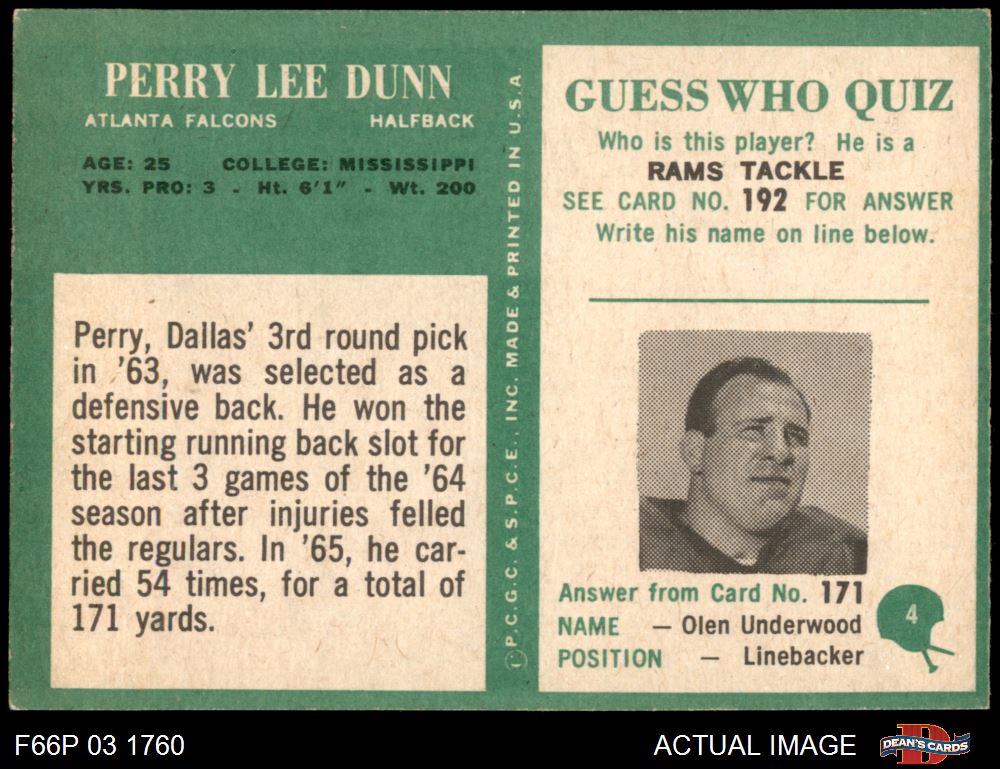 PERRY LEE DUNN
ATLANTA FALCONS HALFBACK
AGE: 25 COLLEGE: MISSISSIPPI
YRS. PRO: 3 - Ht. 6'1" - Wt. 200
Perry, Dallas' 3rd round pick
in '63, was selected as a
defensive back. He won the
starting running back slot for
the last 3 games of the '64
season after injuries felled
the regulars. In '65, he car-
ried 54 times, for a total of
171 yards.
Ⓒ P.C.G.C. & S.P.C.E., INC. MADE & PRINTED IN U.S.A.
GUESS WHO QUIZ
Who is this player? He is a
RAMS TACKLE
SEE CARD NO. 192 FOR ANSWER
Write his name on line below.
Answer from Card No. 171
NAME — Olen Underwood
POSITION — Linebacker
4
F66P 03 1760
ACTUAL IMAGE
DEAN'S CARDS